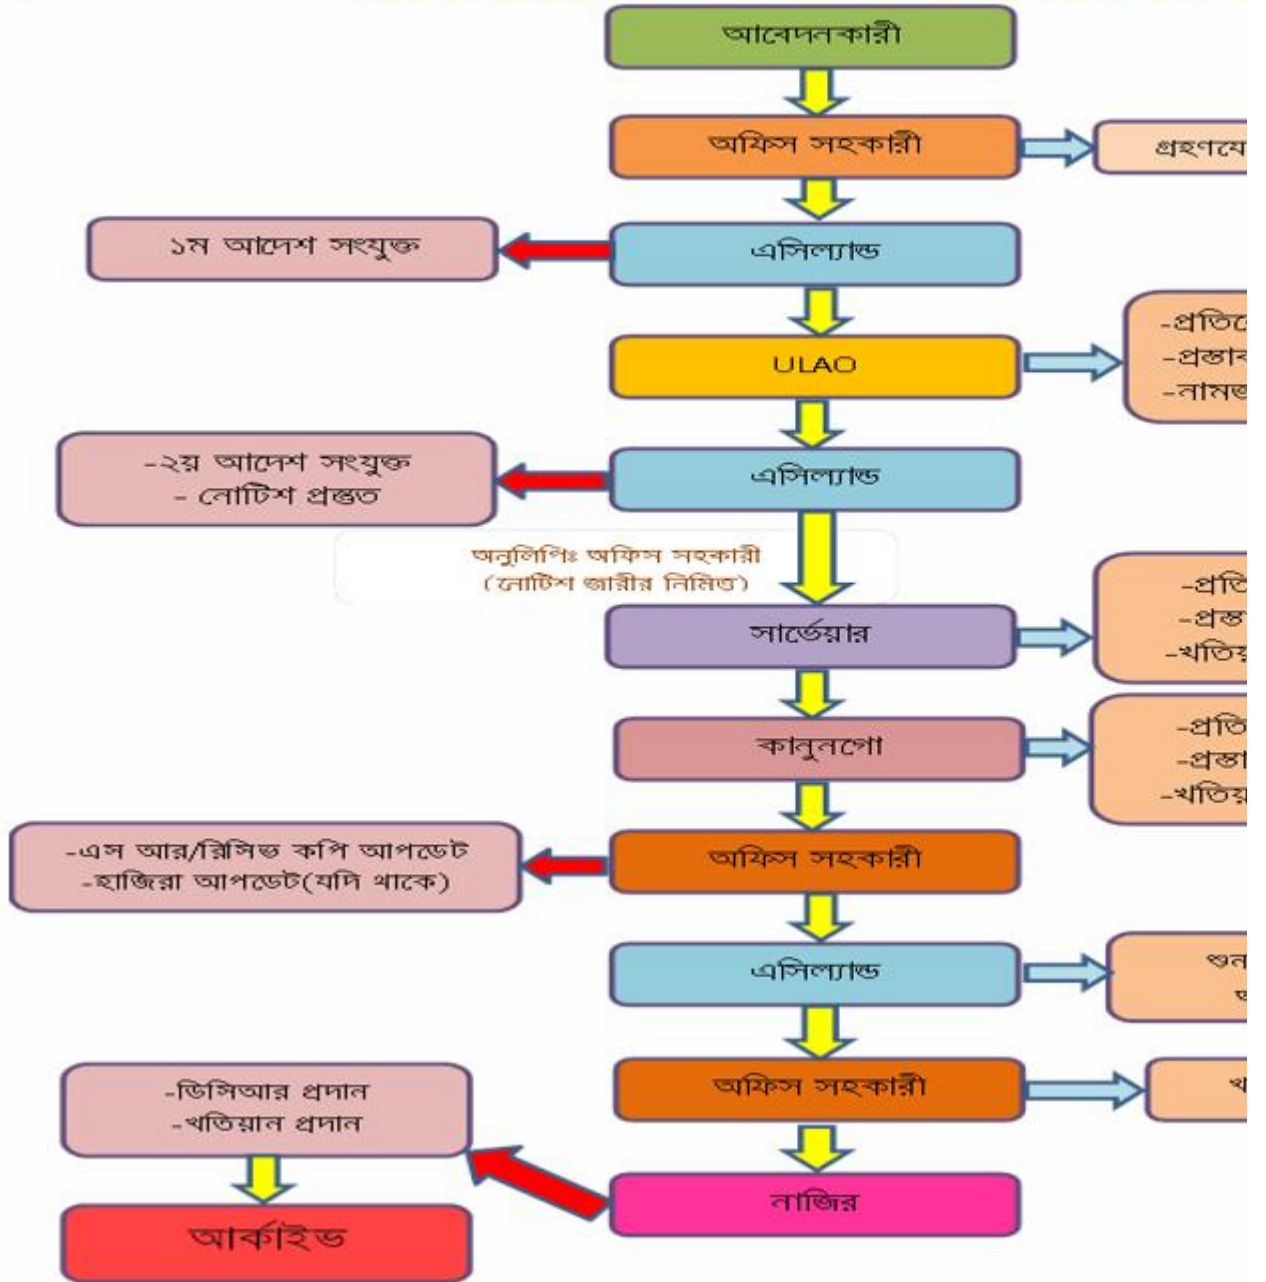 আবেদনকারী
অফিস সহকারী
১ম আদেশ সংযুক্ত
এসিল্যান্ড
ULAO
-২য় আদেশ সংযুক্ত
- নোটিশ প্রস্তুত
এসিল্যান্ড
অনুলিপিঃ অফিস সহকারী
(নোটিশ জারীর নিমিত্ত)
সার্ভেয়ার
কানুনগো
-এস আর/রিসিভ কপি আপডেট
-হাজিরা আপডেট(যদি থাকে)
অফিস সহকারী
এসিল্যান্ড
অফিস সহকারী
-ডিসিআর প্রদান
-খতিয়ান প্রদান
নাজির
আর্কাইভ